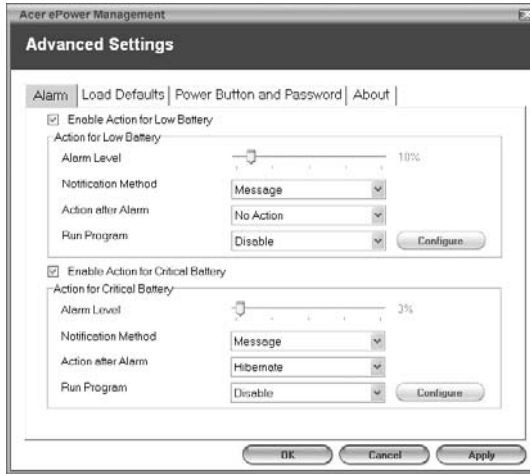 Acer ePower Management
Advanced Settings
Alarm Load Defaults Power Button and Password About
Enable Action for Low Battery
Action for Low Battery
Alarm Level 10%
Notification Method Message
Action after Alarm No Action
Run Program Disable Configure
Enable Action for Critical Battery
Action for Critical Battery
Alarm Level 3%
Notification Method Message
Action after Alarm Hibernate
Run Program Disable Configure
OK Cancel Apply